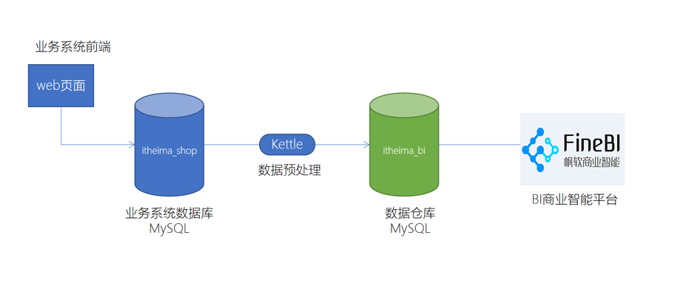 业务系统前端
web页面
itheima_shop
Kettle
数据预处理
itheima_bi
FineBI
帆软商业智能
业务系统数据库
MySQL
数据仓库
MySQL
BI商业智能平台